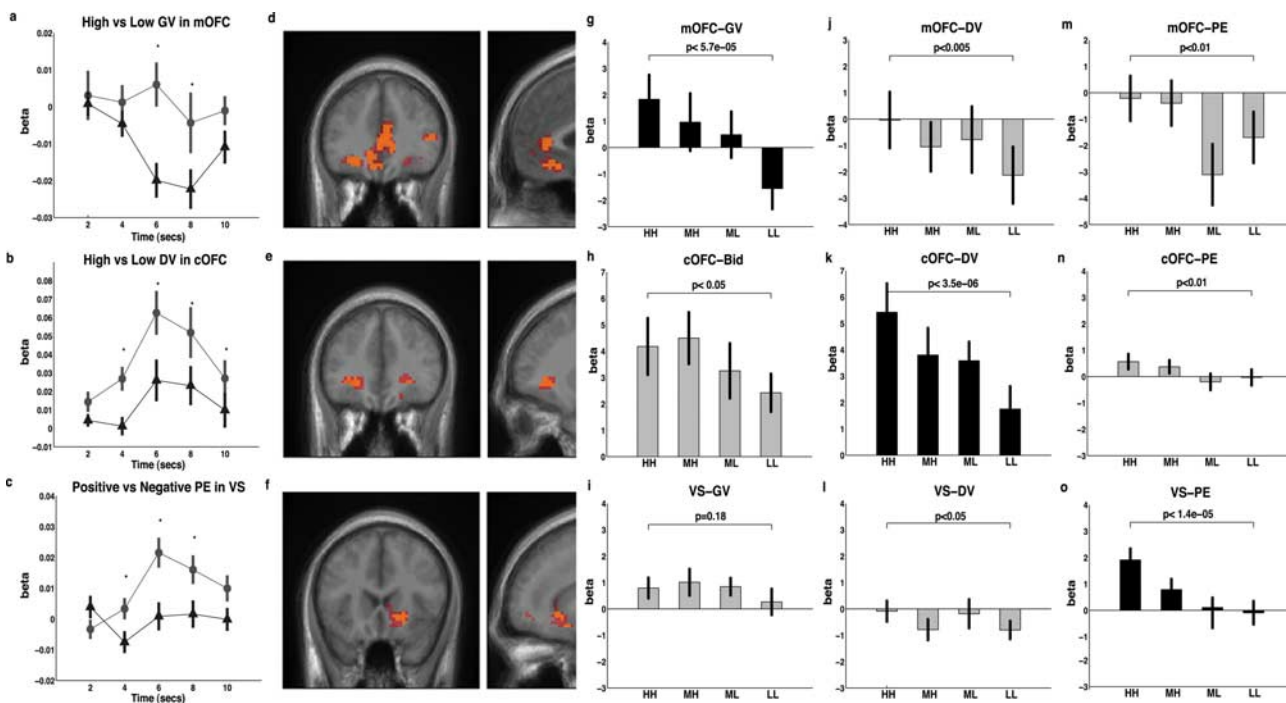 a
High vs Low GV in mOFC
0.02
0.01
0
−0.01
−0.02
−0.03
beta
2 4 6 8 10
Time (secs)
b
High vs Low DV in cOFC
0.08
0.07
0.06
0.05
0.04
0.03
0.02
0.01
0
−0.01
beta
2 4 6 8 10
Time (secs)
c
Positive vs Negative PE in VS
0.04
0.03
0.02
0.01
0
−0.01
−0.02
beta
2 4 6 8 10
Time (secs)
d
e
f
g
mOFC−GV
p< 5.7e−05
4
3
2
1
0
−1
−2
−3
beta
HH MH ML LL
h
cOFC−Bid
p< 0.05
7
6
5
4
3
2
1
0
beta
HH MH ML LL
i
VS−GV
p=0.18
4
3
2
1
0
−1
−2
−3
beta
HH MH ML LL
j
mOFC−DV
p<0.005
3
2
1
0
−1
−2
−3
−4
beta
HH MH ML LL
k
cOFC−DV
p< 3.5e−06
7
6
5
4
3
2
1
0
beta
HH MH ML LL
l
VS−DV
p<0.05
4
3
2
1
0
−1
−2
−3
beta
HH MH ML LL
m
mOFC−PE
p<0.01
2
1
0
−1
−2
−3
−4
−5
beta
HH MH ML LL
n
cOFC−PE
p<0.01
4
3
2
1
0
−1
−2
−3
beta
HH MH ML LL
o
VS−PE
p< 1.4e−05
4
3
2
1
0
−1
−2
−3
beta
HH MH ML LL